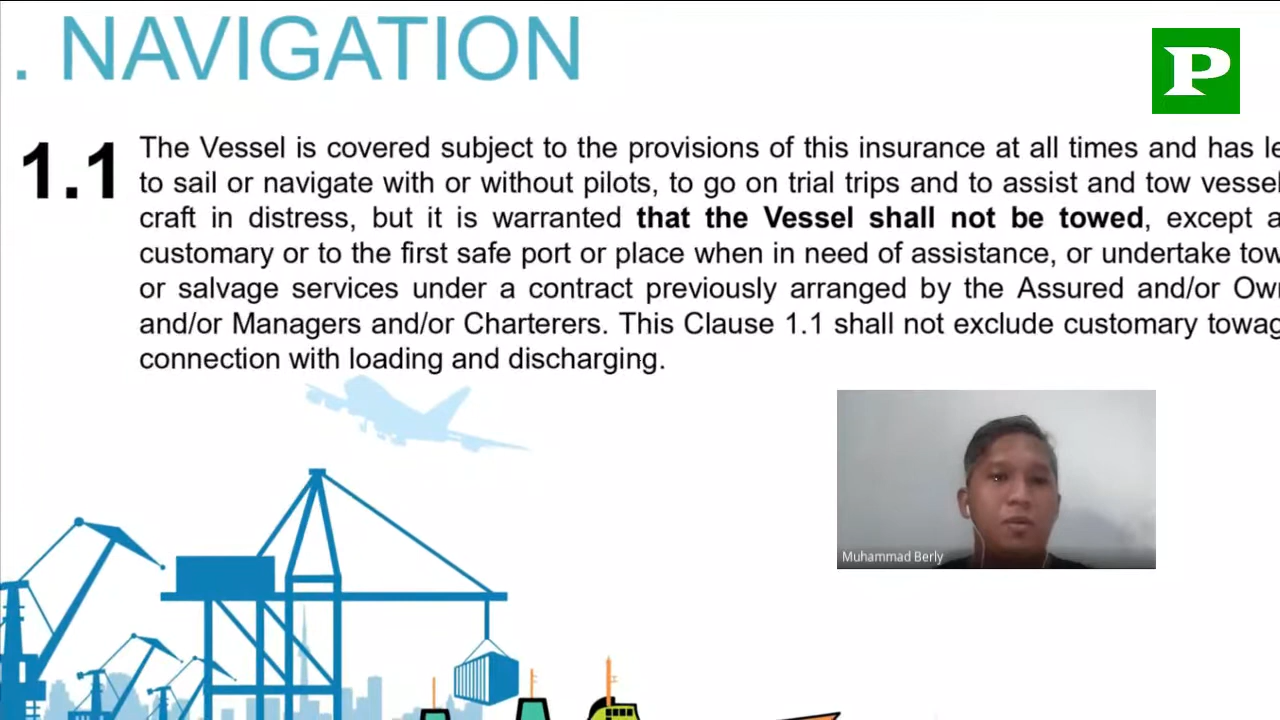 . NAVIGATION
P
1.1 The Vessel is covered subject to the provisions of this insurance at all times and has le
to sail or navigate with or without pilots, to go on trial trips and to assist and tow vessel
craft in distress, but it is warranted that the Vessel shall not be towed, except a
customary or to the first safe port or place when in need of assistance, or undertake tow
or salvage services under a contract previously arranged by the Assured and/or Own
and/or Managers and/or Charterers. This Clause 1.1 shall not exclude customary towag
connection with loading and discharging.
Muhammad Berly